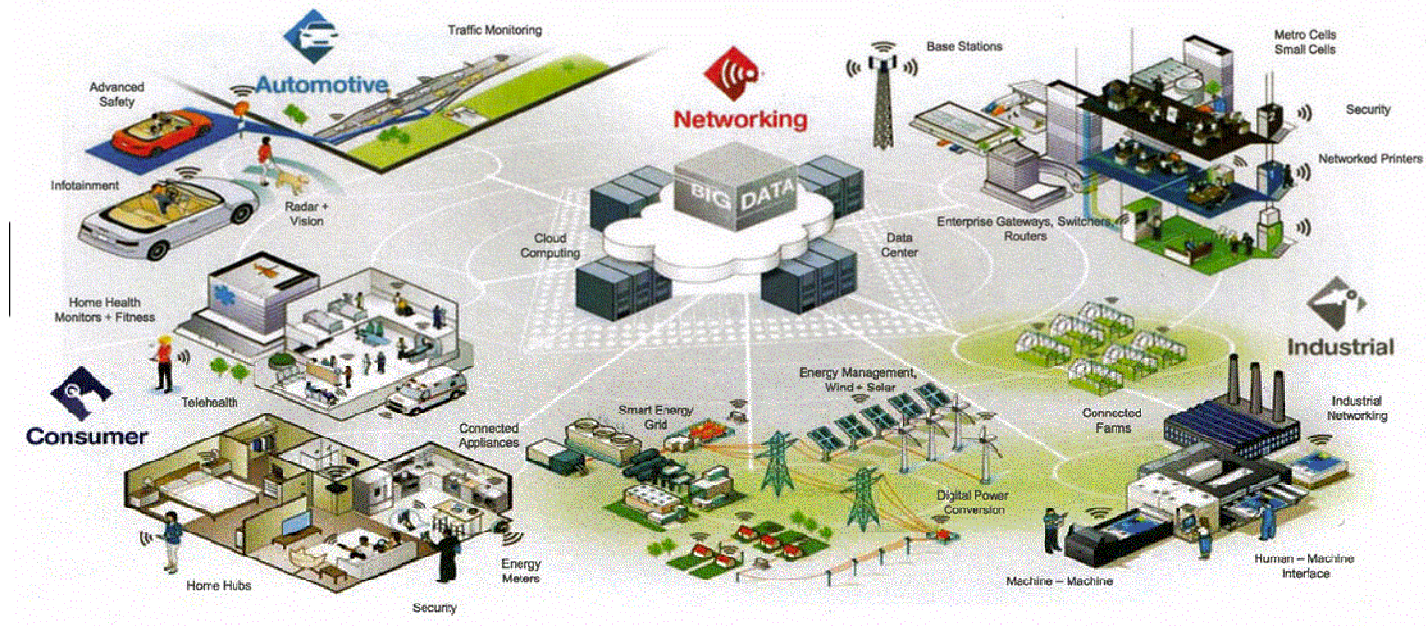 Traffic Monitoring
Automotive
Advanced
Safety
Infotainment
Radar +
Vision
Networking
Base Stations
Metro Cells
Small Cells
Security
Networked Printers
Enterprise Gateways, Switchers,
Routers
BIG DATA
Cloud
Computing
Data
Center
Home Health
Monitors + Fitness
Telehealth
Consumer
Connected
Appliances
Home Hubs
Security
Energy
Meters
Smart Energy
Grid
Energy Management,
Wind + Solar
Digital Power
Conversion
Connected
Farms
Industrial
Industrial
Networking
Machine – Machine
Human – Machine
Interface